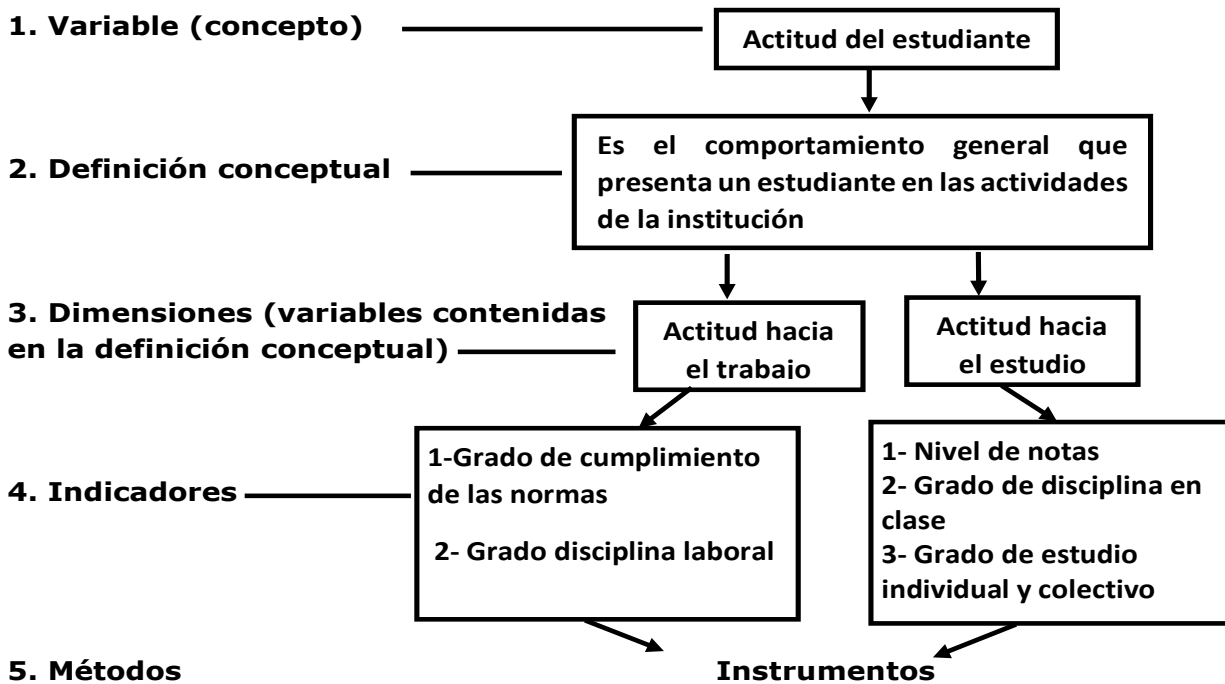 1. Variable (concepto)
Actitud del estudiante
2. Definición conceptual
Es el comportamiento general que
presenta un estudiante en las actividades
de la institución
3. Dimensiones (variables contenidas
en la definición conceptual)
Actitud hacia
el trabajo
Actitud hacia
el estudio
4. Indicadores
1-Grado de cumplimiento
de las normas
2- Grado disciplina laboral
1- Nivel de notas
2- Grado de disciplina en
clase
3- Grado de estudio
individual y colectivo
5. Métodos
Instrumentos